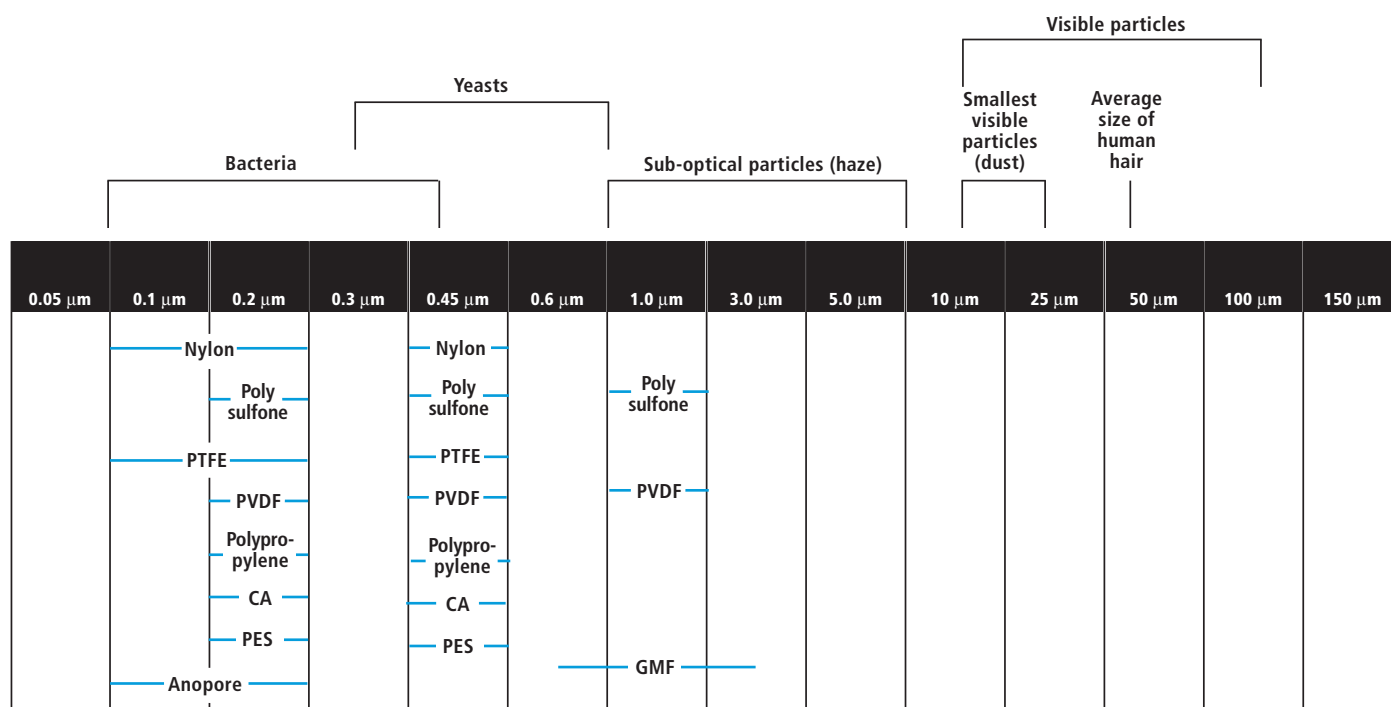 Visible particles
Yeasts
Smallest
visible
particles
(dust)
Average
size of
human
hair
Bacteria
Sub-optical particles (haze)
0.05 μm 0.1 μm 0.2 μm 0.3 μm 0.45 μm 0.6 μm 1.0 μm 3.0 μm 5.0 μm 10 μm 25 μm 50 μm 100 μm 150 μm
Nylon Nylon
Poly
sulfone
Poly
sulfone
Poly
sulfone
PTFE PTFE
PVDF PVDF PVDF
Polypro-
pylene
Polypro-
pylene
CA CA
PES PES
GMF
Anopore